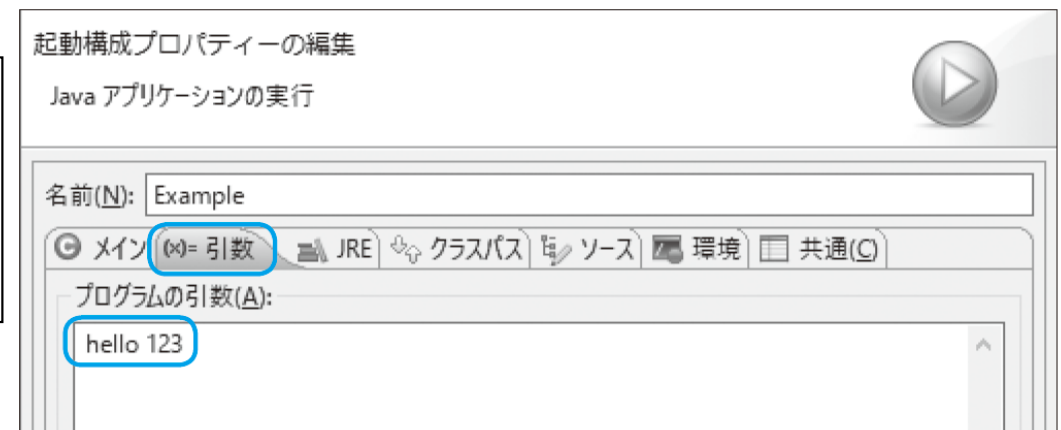 起動構成プロパティーの編集
Java アプリケーションの実行
名前(N): Example
メイン (x)= 引数 JRE クラスパス ソース 環境 共通(C)
プログラムの引数(A):
hello 123